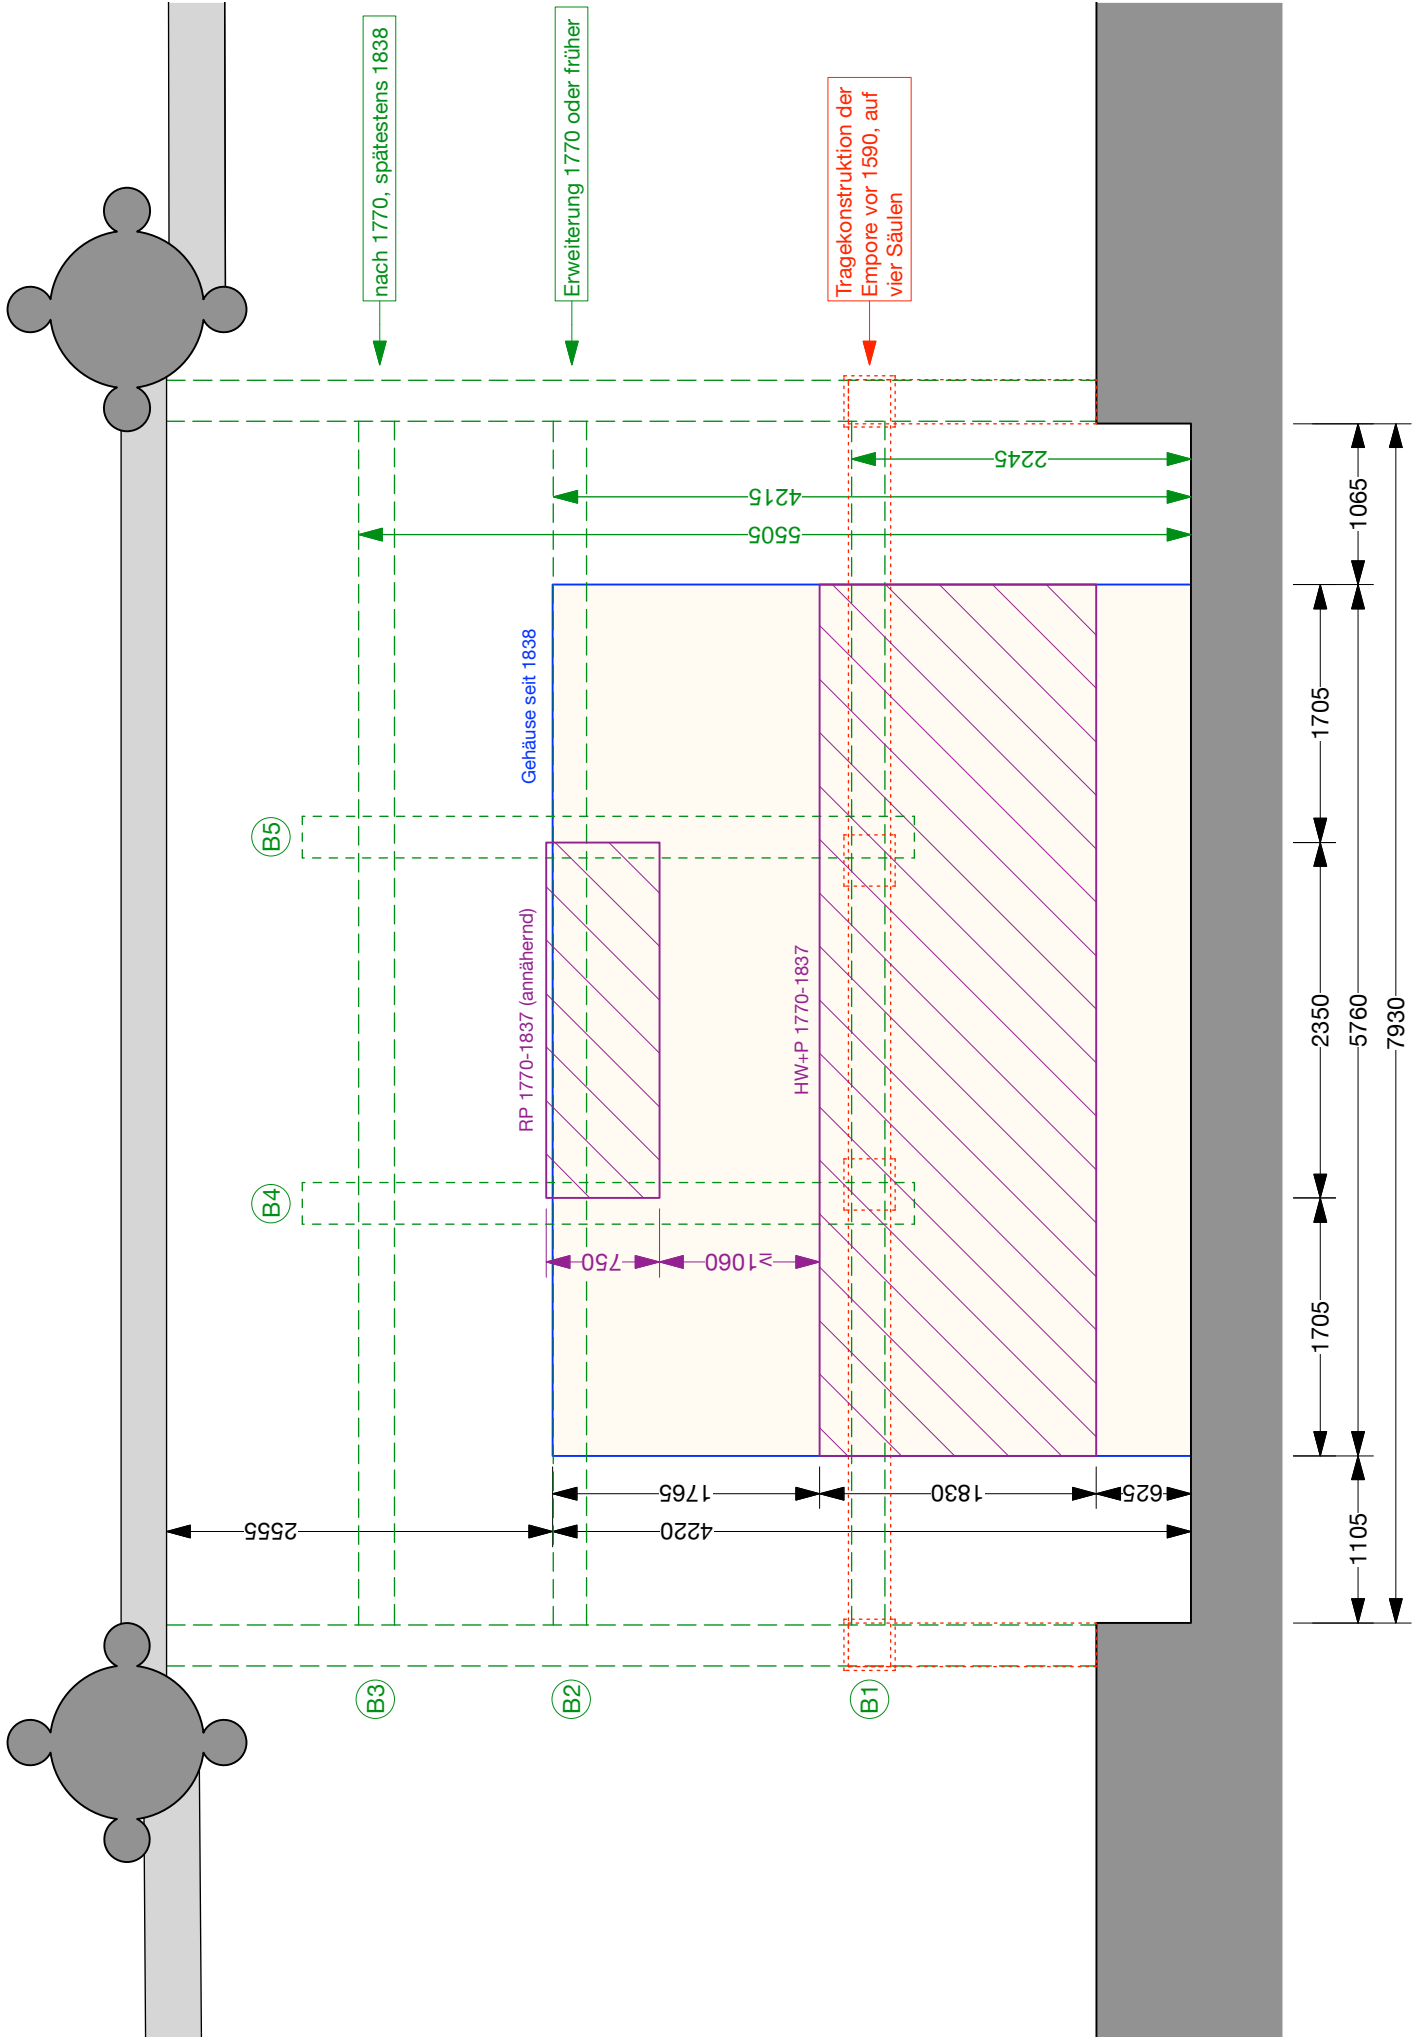 nach 1770, spätestens 1838
Erweiterung 1770 oder früher
Tragekonstruktion der
Empore vor 1590, auf
vier Säulen
2245
4215
5505
Gehäuse seit 1838
B5
RP 1770-1837 (annähernd)
HW+P 1770-1837
B4
750
≥1060
1765
1830
625
2555
4220
B3
B2
B1
1065
1705
2350
5760
7930
1705
1105